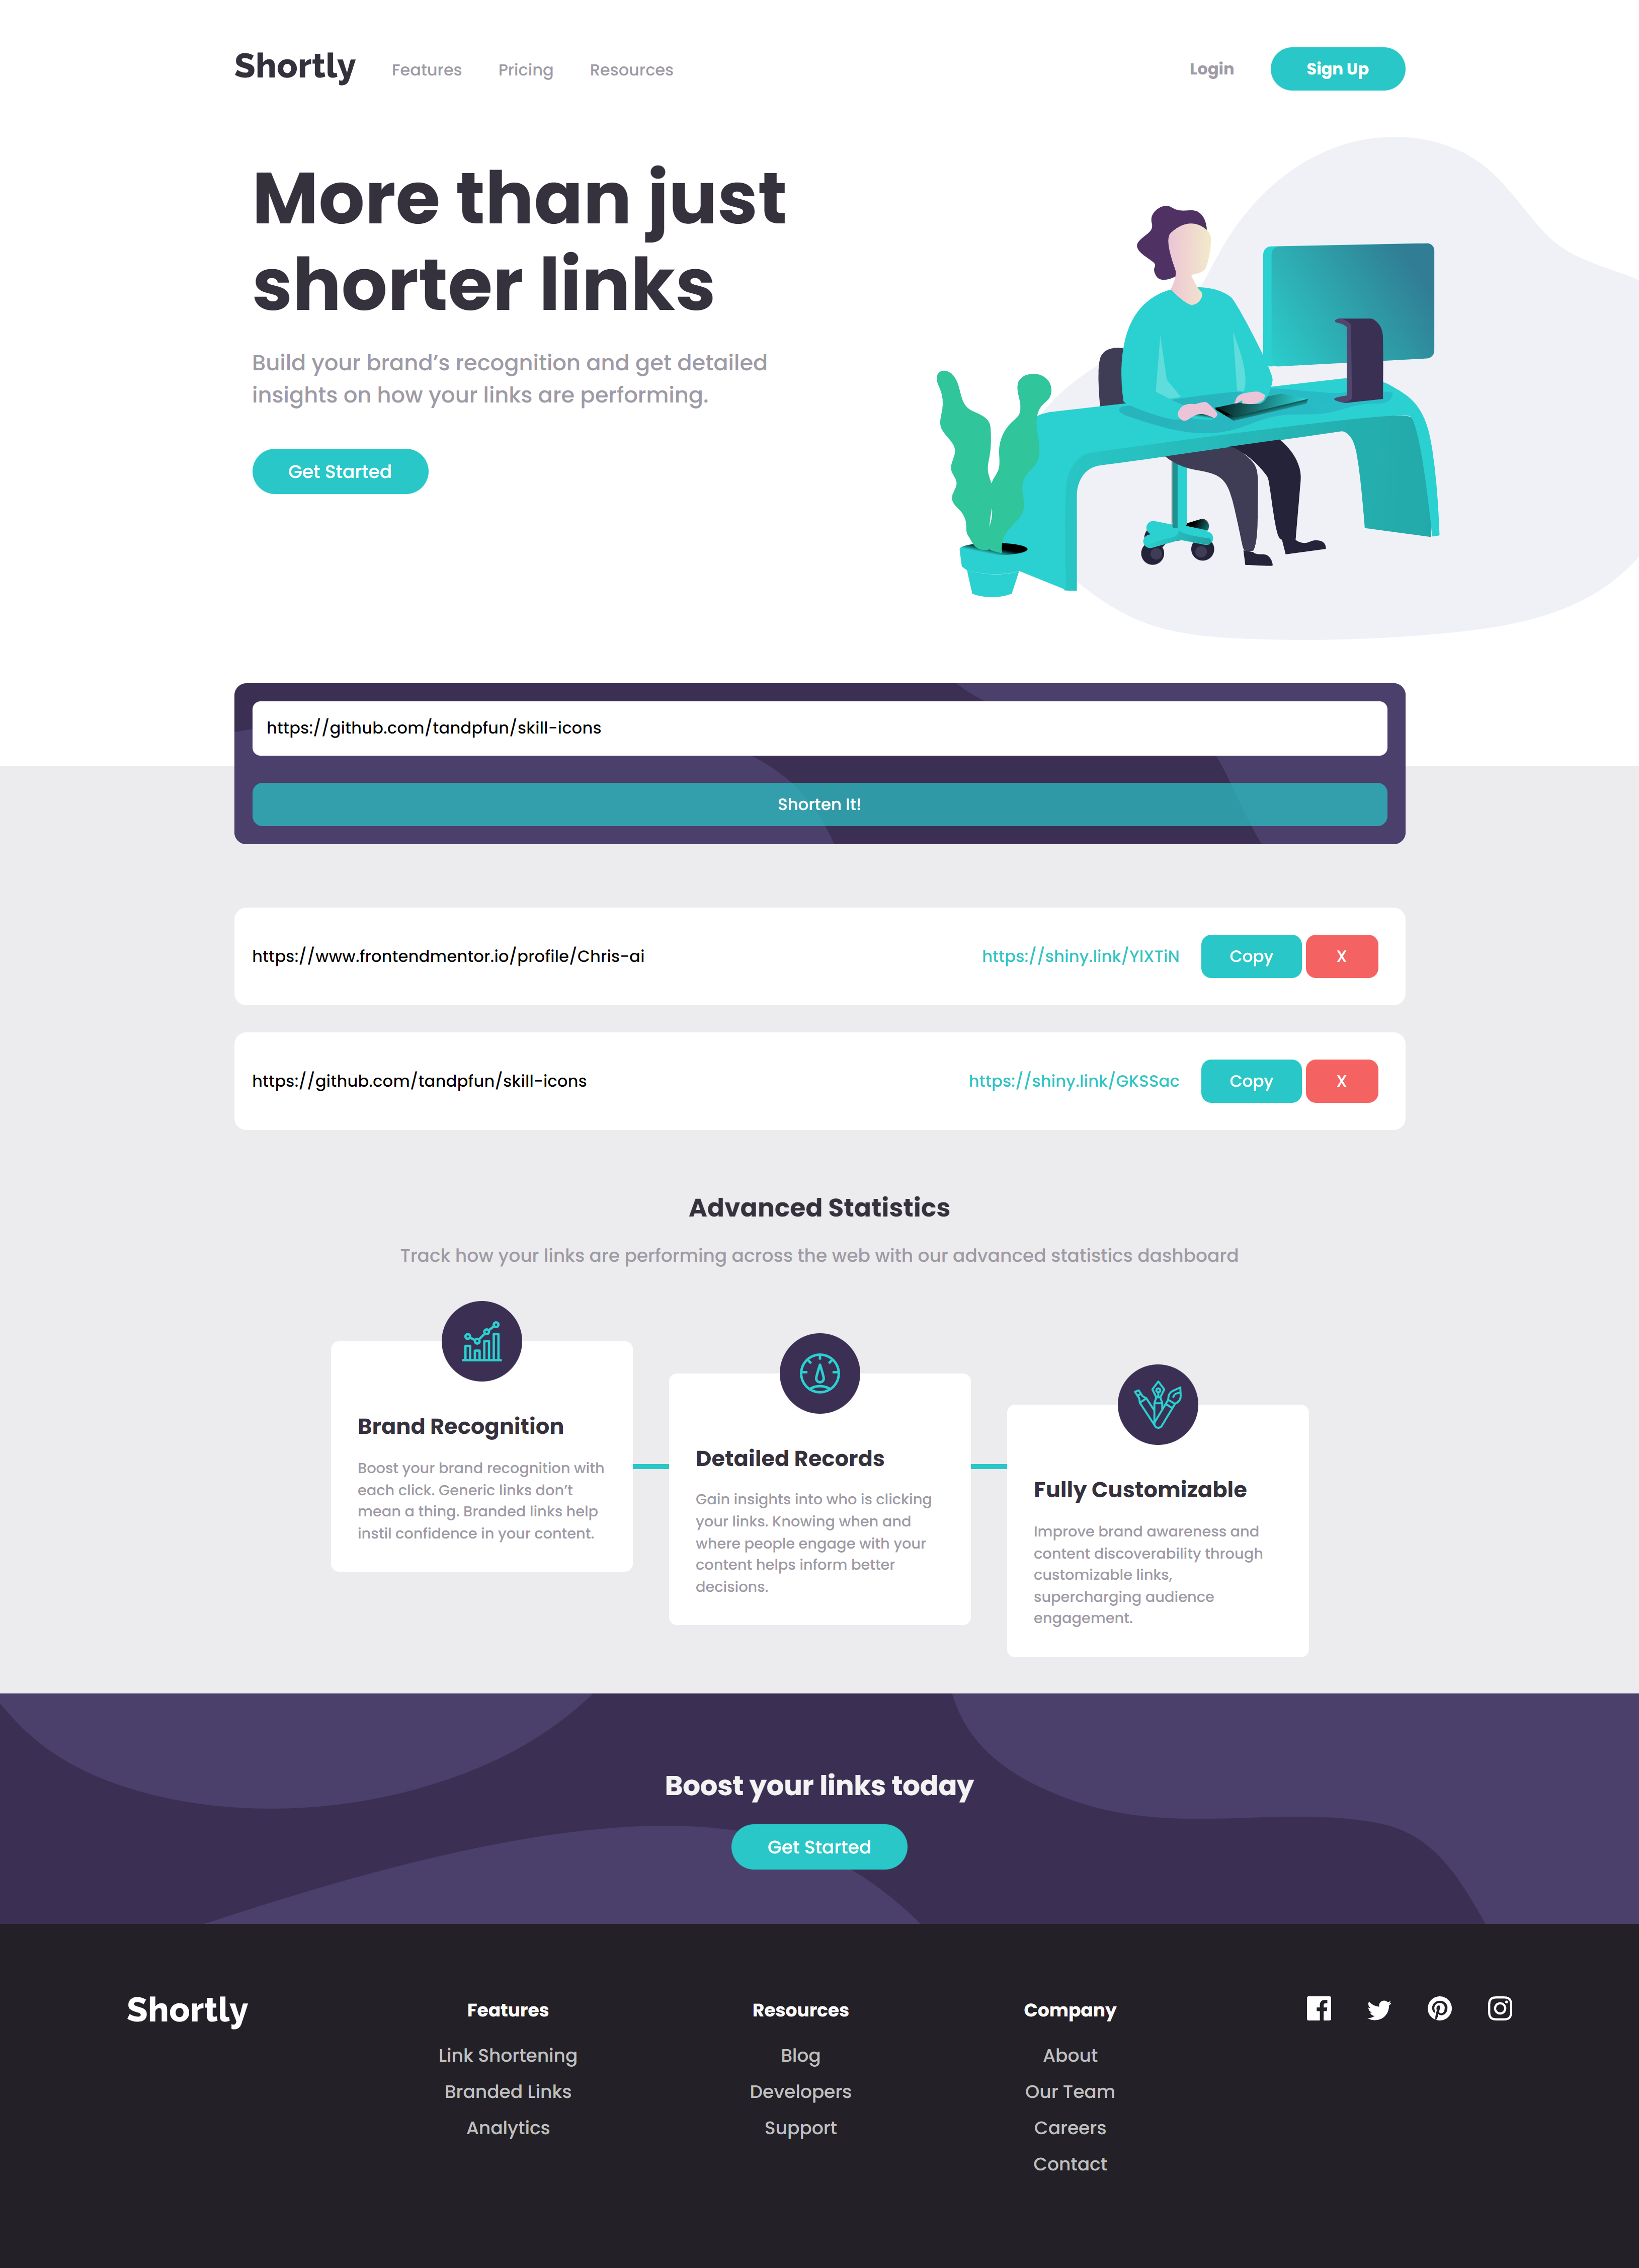 Shortly
Features
Pricing
Resources
Login
Sign Up
More than just
shorter links
Build your brand’s recognition and get detailed
insights on how your links are performing.
Get Started
https://github.com/tandpfun/skill-icons
Shorten It!
https://www.frontendmentor.io/profile/Chris-ai
https://shiny.link/YlXTiN
Copy
X
https://github.com/tandpfun/skill-icons
https://shiny.link/GKSSac
Copy
X
Advanced Statistics
Track how your links are performing across the web with our advanced statistics dashboard
Brand Recognition
Boost your brand recognition with
each click. Generic links don’t
mean a thing. Branded links help
instil confidence in your content.
Detailed Records
Gain insights into who is clicking
your links. Knowing when and
where people engage with your
content helps inform better
decisions.
Fully Customizable
Improve brand awareness and
content discoverability through
customizable links,
supercharging audience
engagement.
Boost your links today
Get Started
Shortly
Features
Link Shortening
Branded Links
Analytics
Resources
Blog
Developers
Support
Company
About
Our Team
Careers
Contact